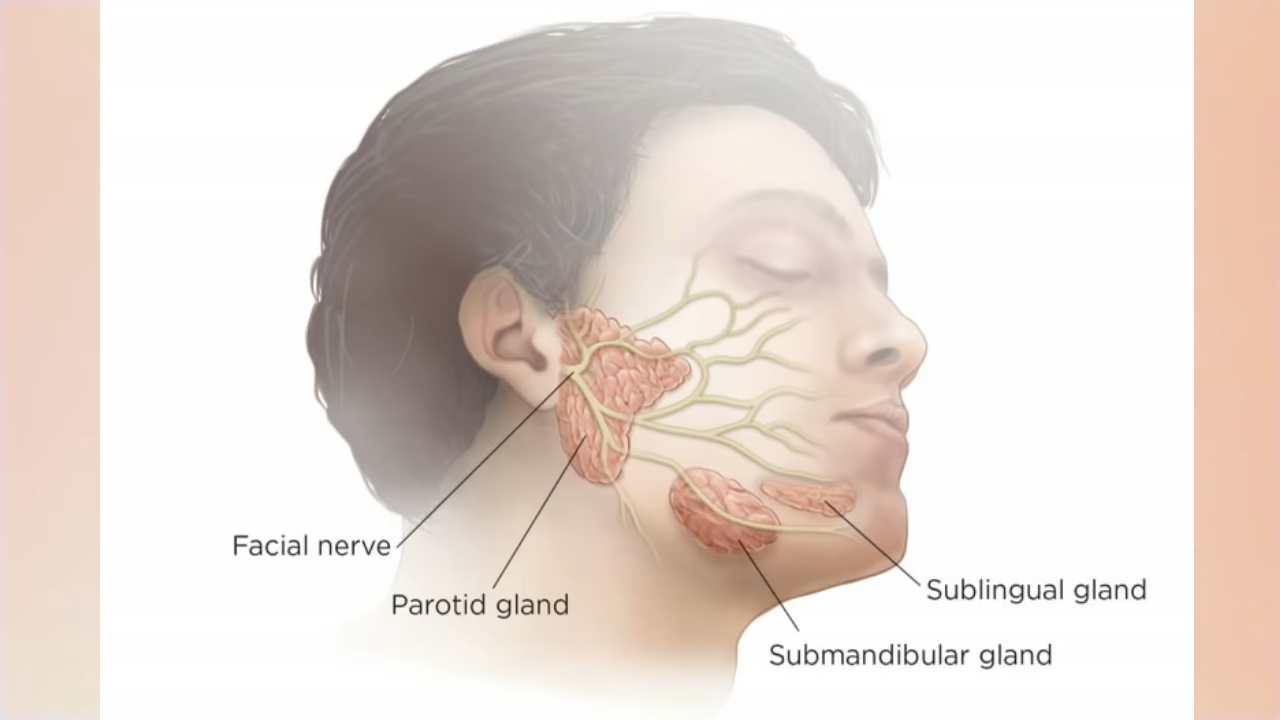 Facial nerve
Parotid gland
Sublingual gland
Submandibular gland